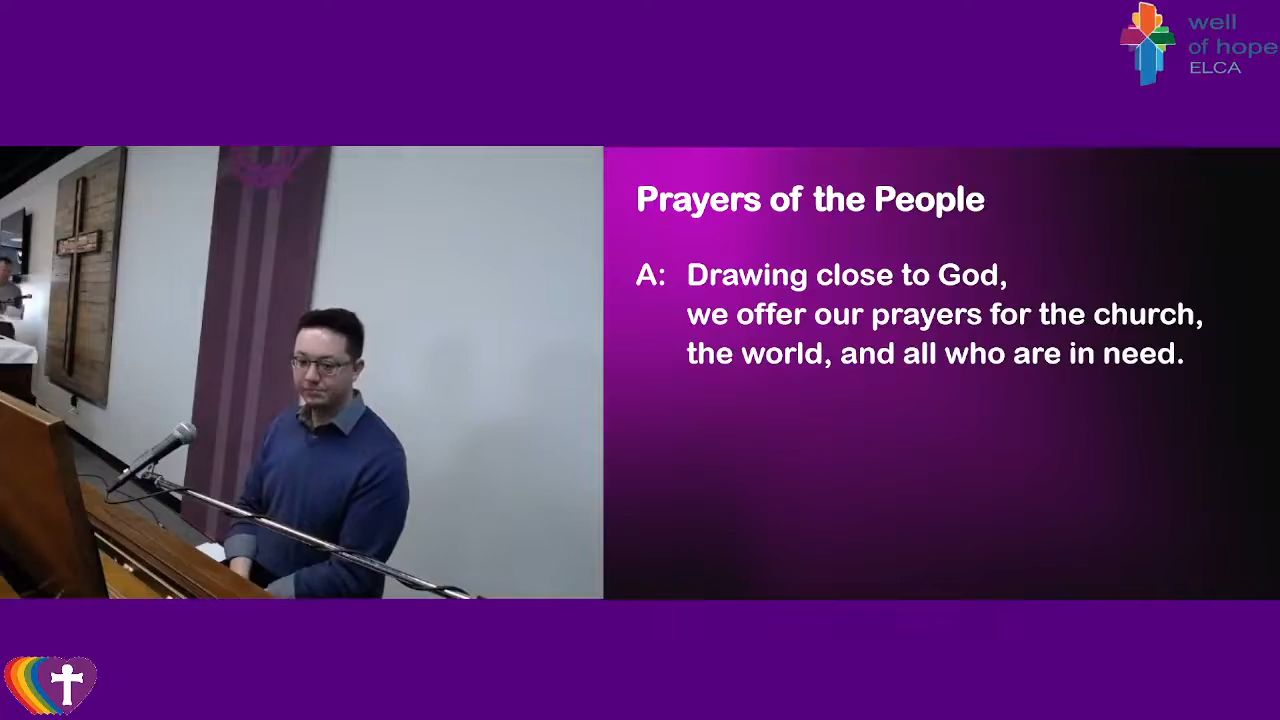 well
of hope
ELCA
Prayers of the People
A: Drawing close to God,
we offer our prayers for the church,
the world, and all who are in need.